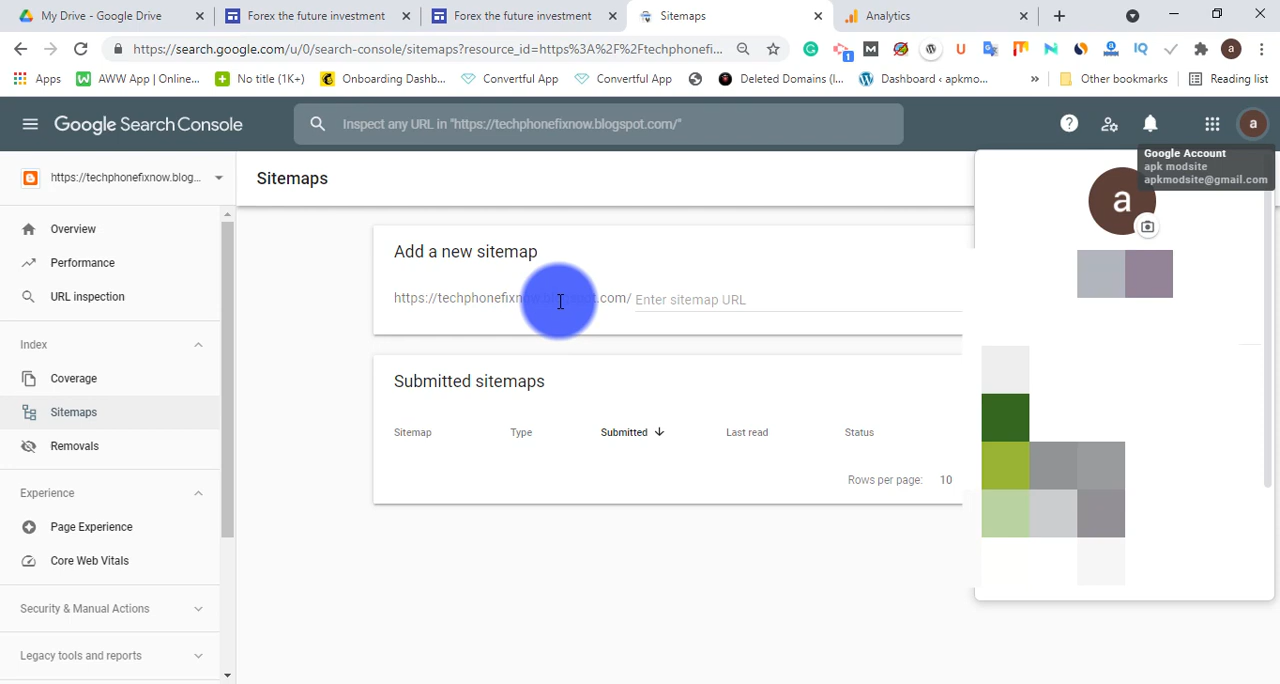 My Drive - Google Drive
Forex the future investment
Forex the future investment
Sitemaps
Analytics
https://search.google.com/u/0/search-console/sitemaps?resource_id=https%3A%2F%2Ftechphonefi...
Apps
AWW App | Online...
No title (1K+)
Onboarding Dashb...
Convertful App
Convertful App
Deleted Domains (I...
Dashboard ‹ apkmo...
»
Other bookmarks
Reading list
Google Search Console
Inspect any URL in "https://techphonefixnow.blogspot.com/"
a
Google Account
apk modsite
apkmodsite@gmail.com
https://techphonefixnow.blog...
Sitemaps
a
Overview
Performance
URL inspection
Index
Coverage
Sitemaps
Removals
Experience
Page Experience
Core Web Vitals
Security & Manual Actions
Legacy tools and reports
Add a new sitemap
https://techphonefixnow.blogspot.com/
Enter sitemap URL
Submitted sitemaps
Sitemap
Type
Submitted
Last read
Status
Rows per page: 10